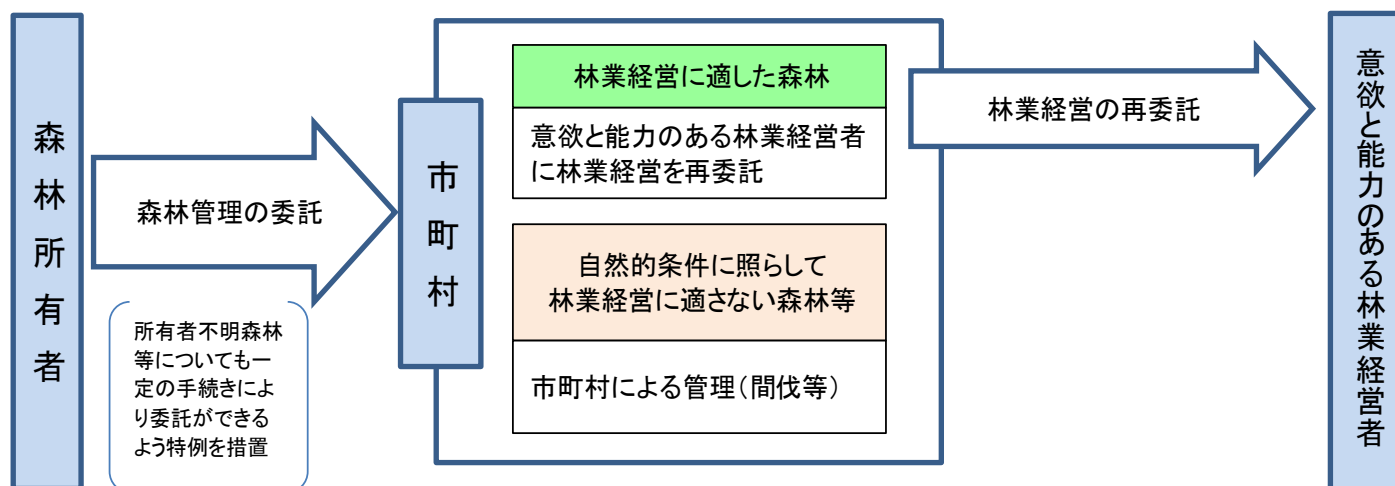 森林所有者
森林管理の委託
所有者不明森林
等についても一
定の手続きによ
り委託ができる
よう特例を措置
市町村
林業経営に適した森林
意欲と能力のある林業経営者
に林業経営を再委託
自然的条件に照らして
林業経営に適さない森林等
市町村による管理（間伐等）
林業経営の再委託
意欲と能力のある林業経営者